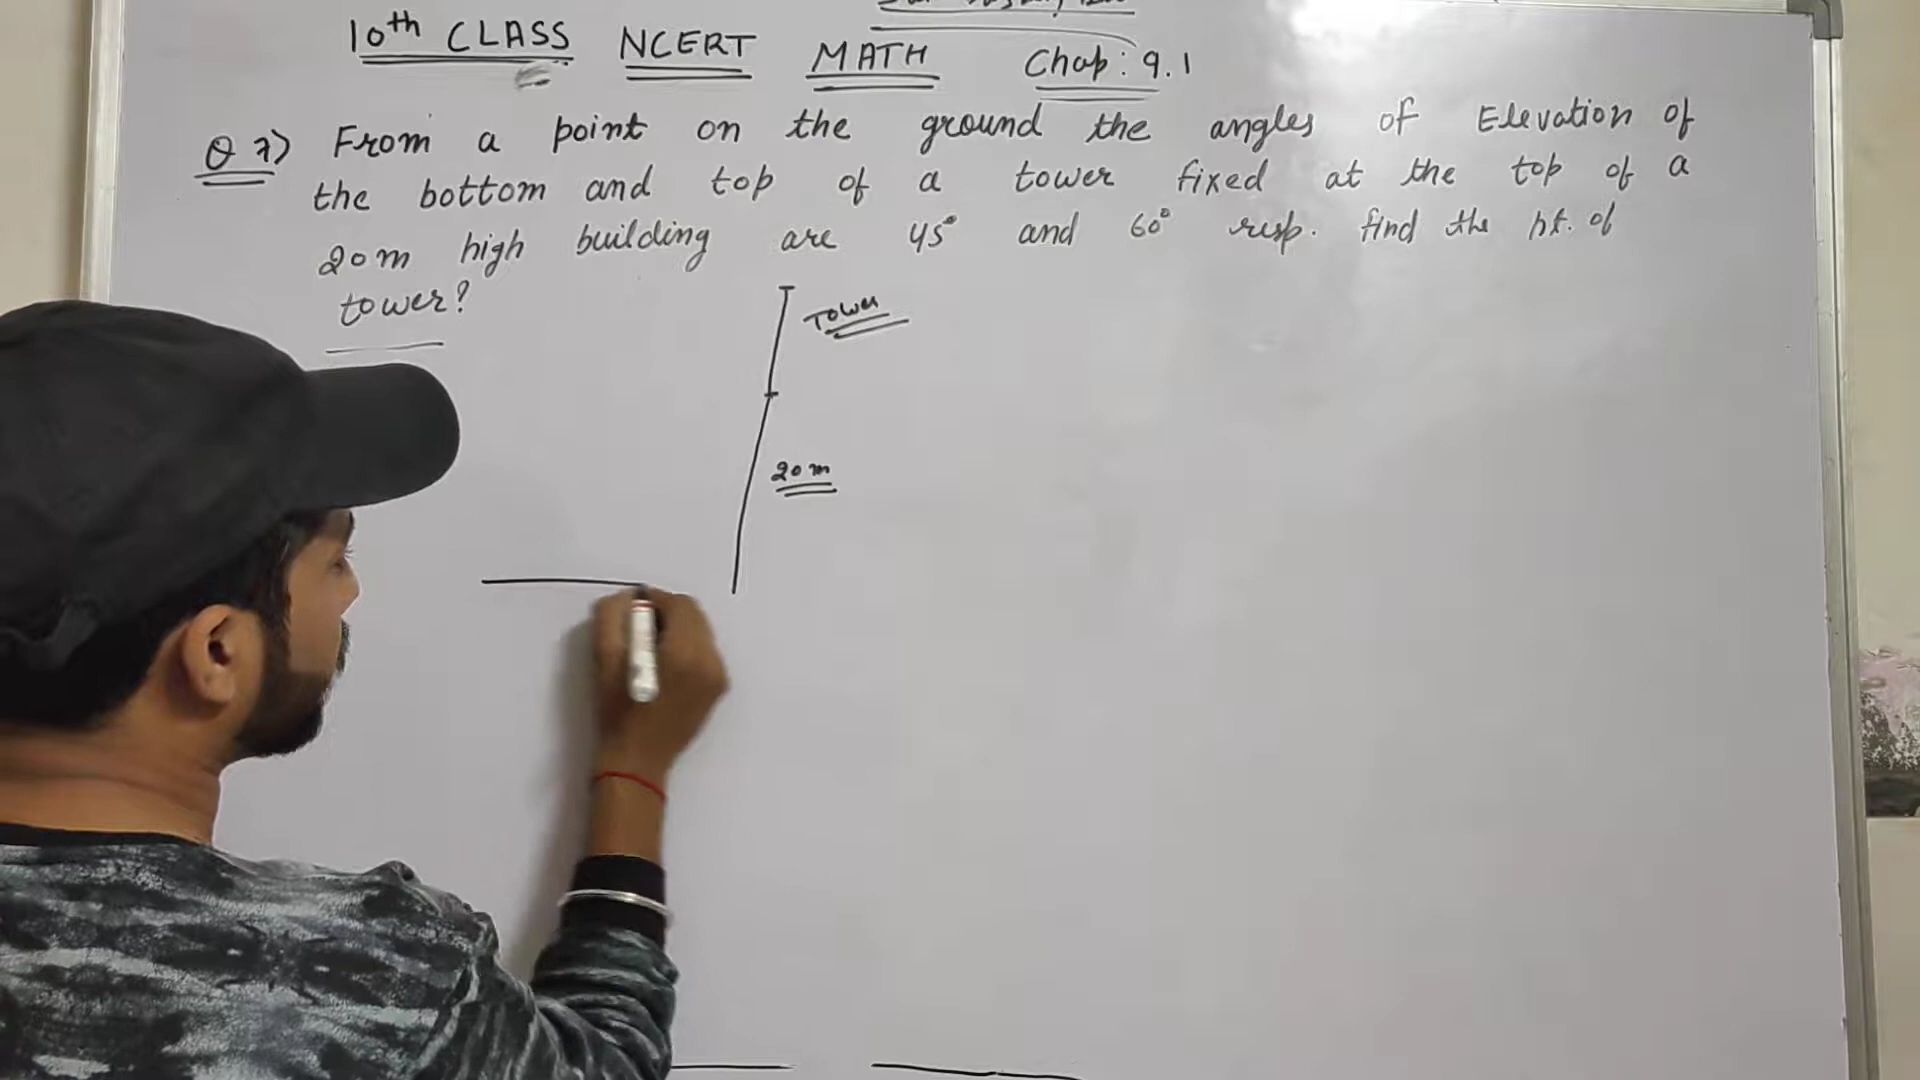 10th CLASS NCERT MATH Chap: 9.1
Q 7) From a point on the ground the angles of Elevation of
the bottom and top of a tower fixed at the top of a
20m high building are 45° and 60° resp. find the ht. of
tower?
Tower
20 m